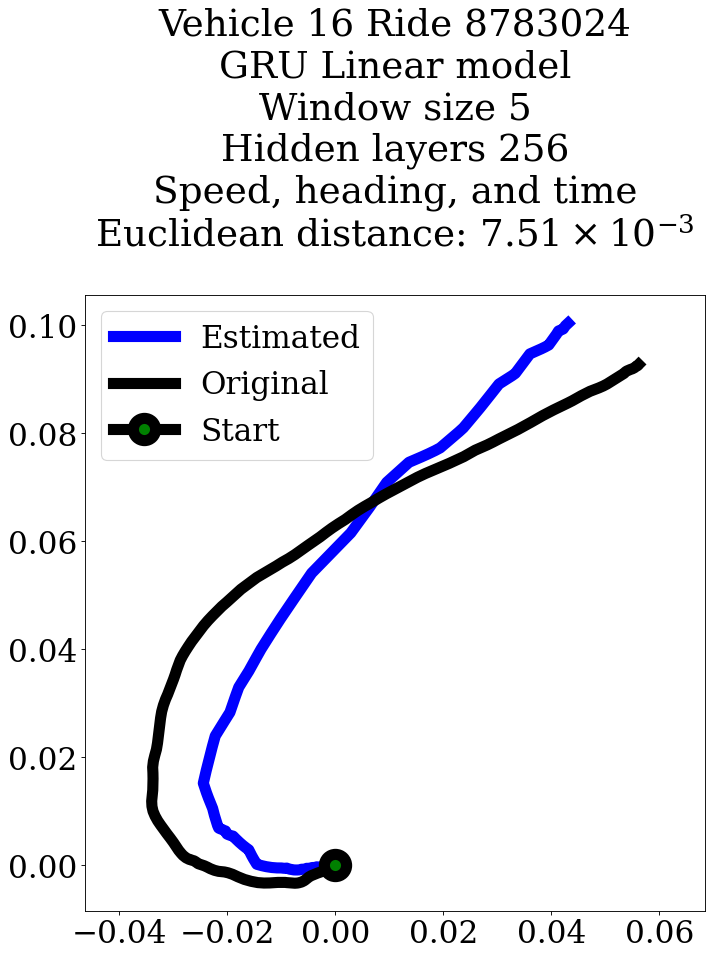 Vehicle 16 Ride 8783024
GRU Linear model
Window size 5
Hidden layers 256
Speed, heading, and time
Euclidean distance: 7.51 × 10⁻³
Estimated
Original
Start
0.10
0.08
0.06
0.04
0.02
0.00
−0.04 −0.02 0.00 0.02 0.04 0.06